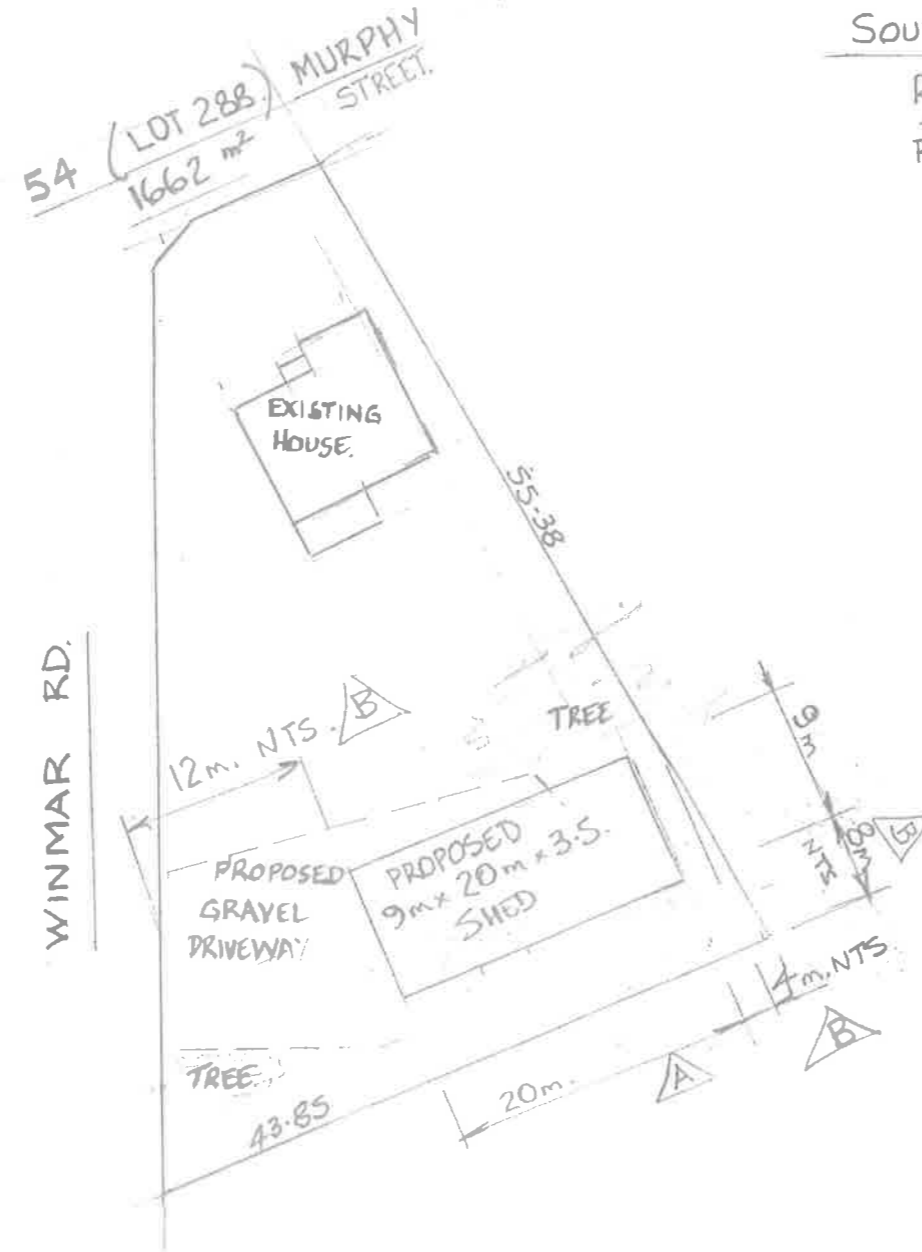 SOU
54 (LOT 288) MURPHY
STREET.
1662 m²
EXISTING
HOUSE.
55.38
WINMAR RD.
12m. NTS. B
TREE
9m
8m
NTS
B
PROPOSED
GRAVEL
DRIVEWAY
PROPOSED
9m x 20m x 3.5.
SHED
4m. NTS
B
TREE
20m.
A
43.85